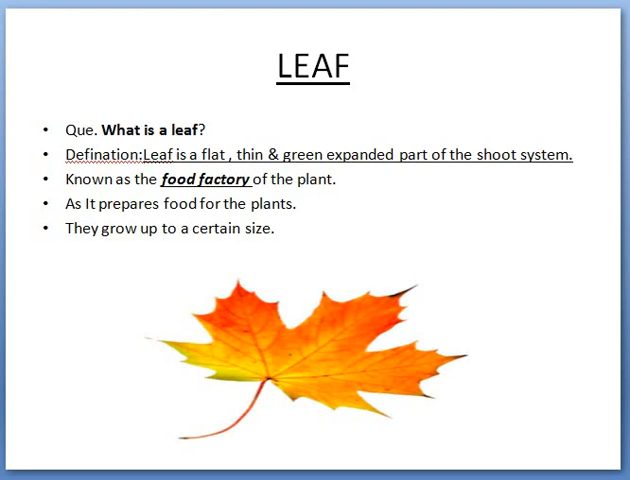 LEAF
• Que. What is a leaf?
• Defination:Leaf is a flat , thin & green expanded part of the shoot system.
• Known as the food factory of the plant.
• As It prepares food for the plants.
• They grow up to a certain size.